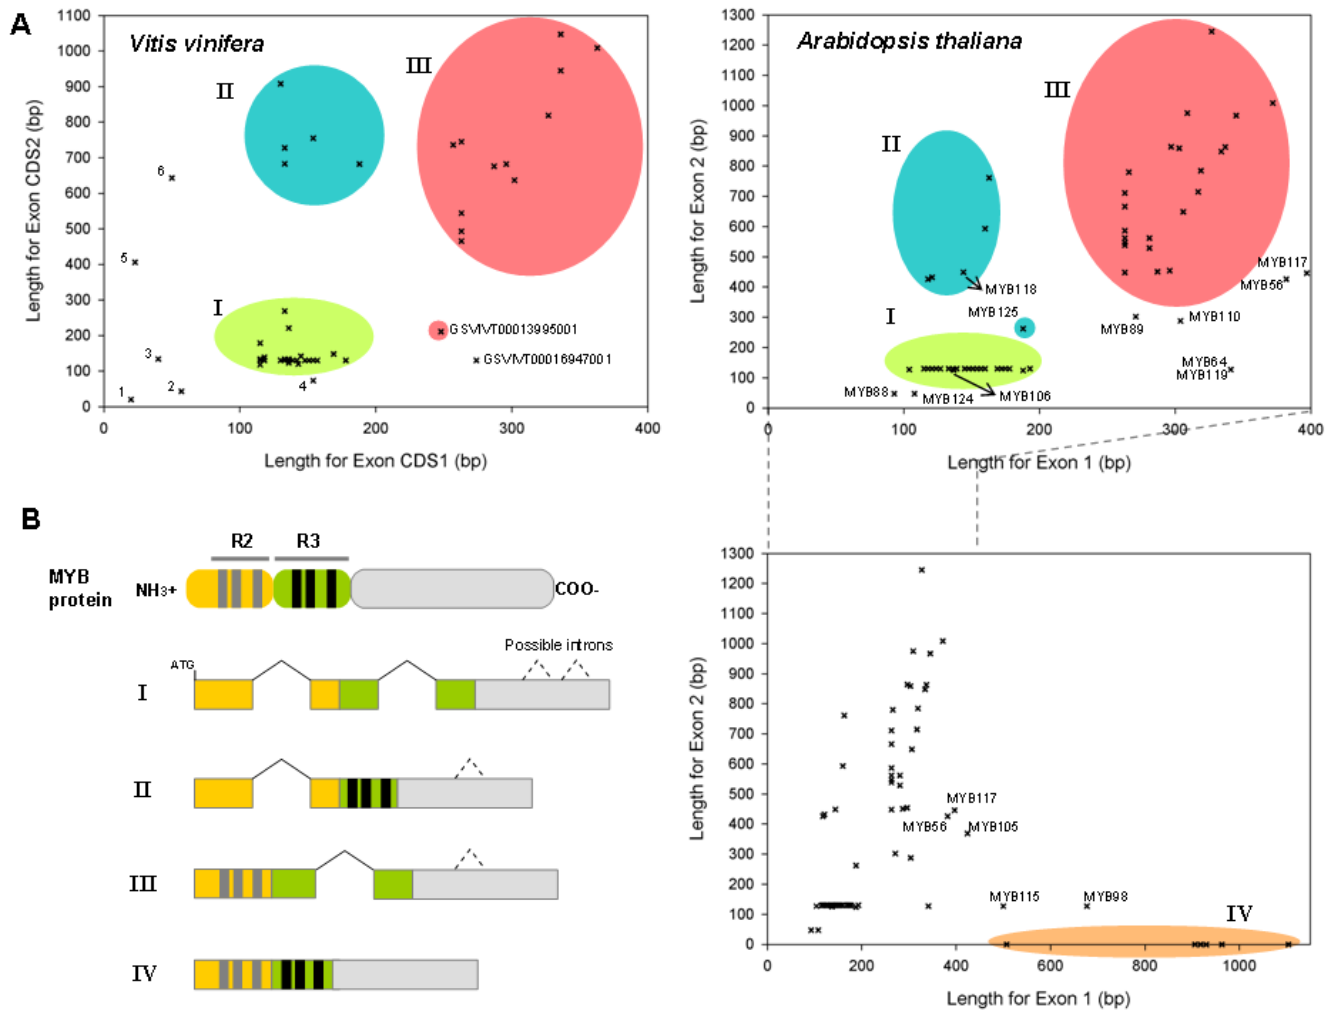 A
Vitis vinifera
Length for Exon CDS2 (bp)
1100
1000
900
800
700
600
500
400
300
200
100
0
II
III
I
6
5
3
2
1
4
GSVIVT00013995001
GSVIVT00016947001
0
100
200
300
400
Length for Exon CDS1 (bp)
Arabidopsis thaliana
Length for Exon 2 (bp)
1300
1200
1100
1000
900
800
700
600
500
400
300
200
100
0
III
II
I
MYB118
MYB125
MYB117
MYB56
MYB89
MYB110
MYB64
MYB119
MYB88
MYB124
MYB106
0
100
200
300
400
Length for Exon 1 (bp)
B
R2
R3
MYB
protein
NH3+
COO-
Possible introns
ATG
I
II
III
IV
Length for Exon 2 (bp)
1300
1200
1100
1000
900
800
700
600
500
400
300
200
100
0
MYB117
MYB56
MYB105
MYB115
MYB98
IV
0
200
400
600
800
1000
Length for Exon 1 (bp)